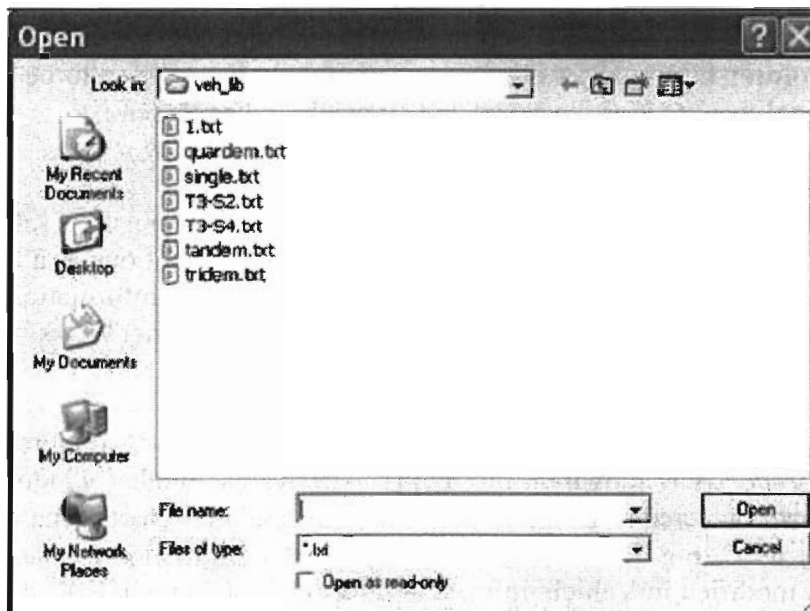 Open
Look in: veh_lib
1.txt
quardem.txt
single.txt
T3-S2.txt
T3-S4.txt
tandem.txt
tridem.txt
My Recent
Documents
Desktop
My Documents
My Computer
My Network
Places
File name:
Open
Files of type: *.txt
Cancel
Open as read-only